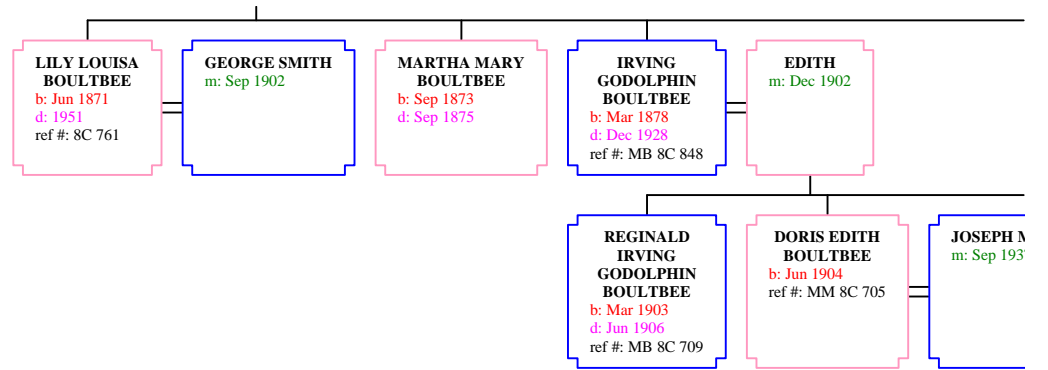 LILY LOUISA
BOULTBEE
b: Jun 1871
d: 1951
ref #: 8C 761
GEORGE SMITH
m: Sep 1902
MARTHA MARY
BOULTBEE
b: Sep 1873
d: Sep 1875
IRVING
GODOLPHIN
BOULTBEE
b: Mar 1878
d: Dec 1928
ref #: MB 8C 848
EDITH
m: Dec 1902
REGINALD
IRVING
GODOLPHIN
BOULTBEE
b: Mar 1903
d: Jun 1906
ref #: MB 8C 709
DORIS EDITH
BOULTBEE
b: Jun 1904
ref #: MM 8C 705
JOSEPH
m: Sep